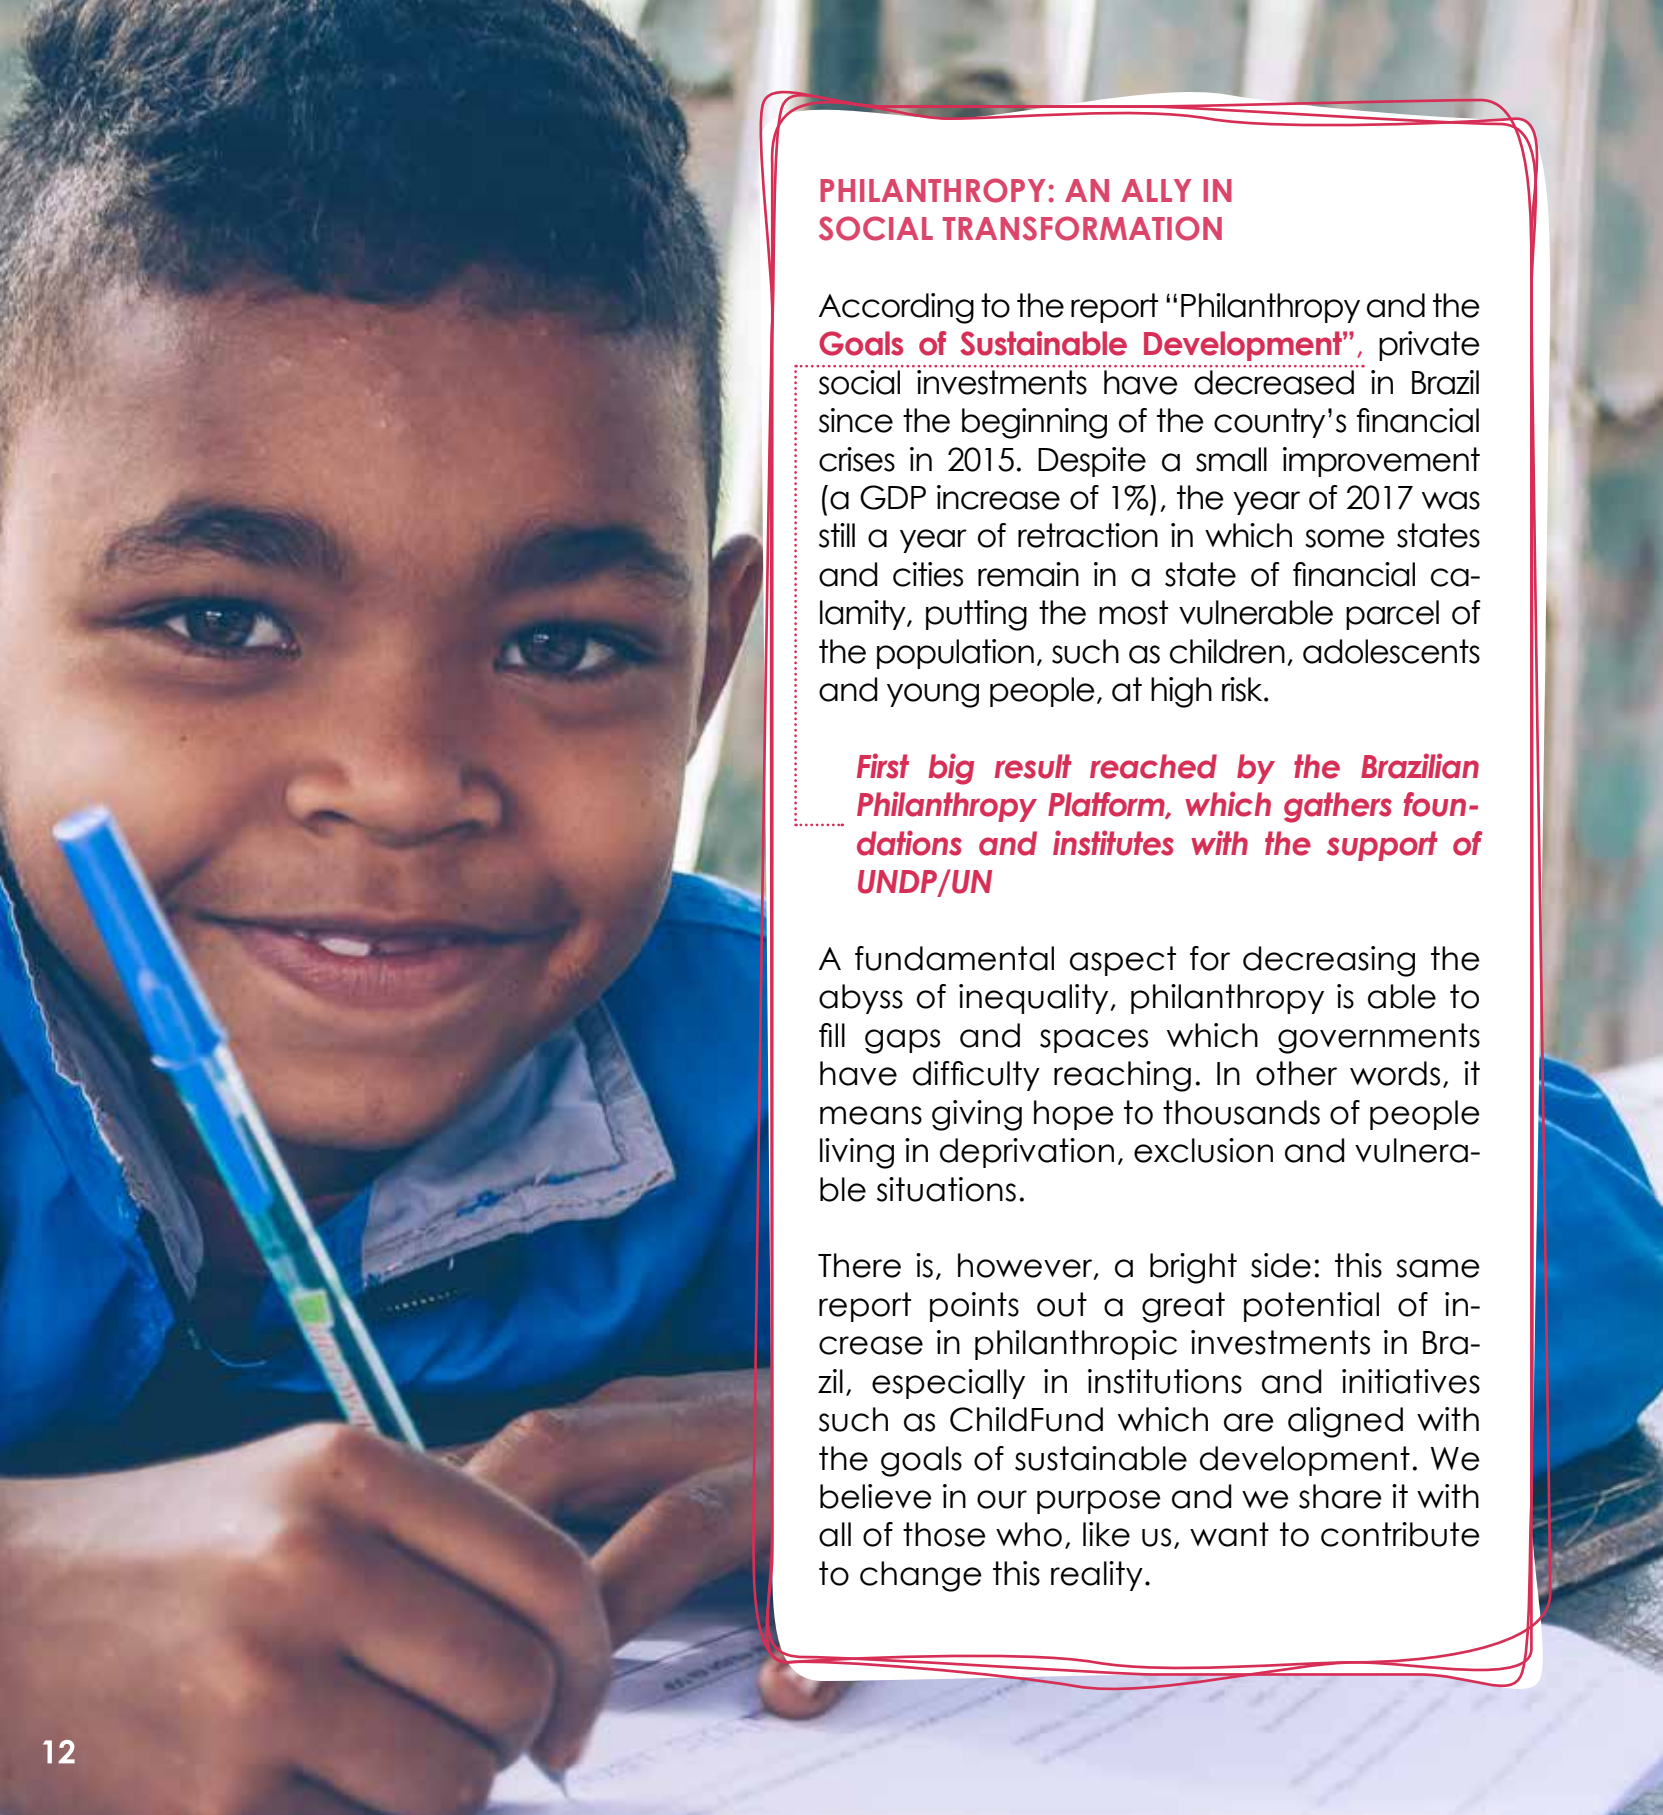 PHILANTHROPY: AN ALLY IN
SOCIAL TRANSFORMATION
According to the report “Philanthropy and the
Goals of Sustainable Development”, private
social investments have decreased in Brazil
since the beginning of the country’s financial
crises in 2015. Despite a small improvement
(a GDP increase of 1%), the year of 2017 was
still a year of retraction in which some states
and cities remain in a state of financial ca-
lamity, putting the most vulnerable parcel of
the population, such as children, adolescents
and young people, at high risk.
First big result reached by the Brazilian
Philanthropy Platform, which gathers foun-
dations and institutes with the support of
UNDP/UN
A fundamental aspect for decreasing the
abyss of inequality, philanthropy is able to
fill gaps and spaces which governments
have difficulty reaching. In other words, it
means giving hope to thousands of people
living in deprivation, exclusion and vulnera-
ble situations.
There is, however, a bright side: this same
report points out a great potential of in-
crease in philanthropic investments in Bra-
zil, especially in institutions and initiatives
such as ChildFund which are aligned with
the goals of sustainable development. We
believe in our purpose and we share it with
all of those who, like us, want to contribute
to change this reality.
12